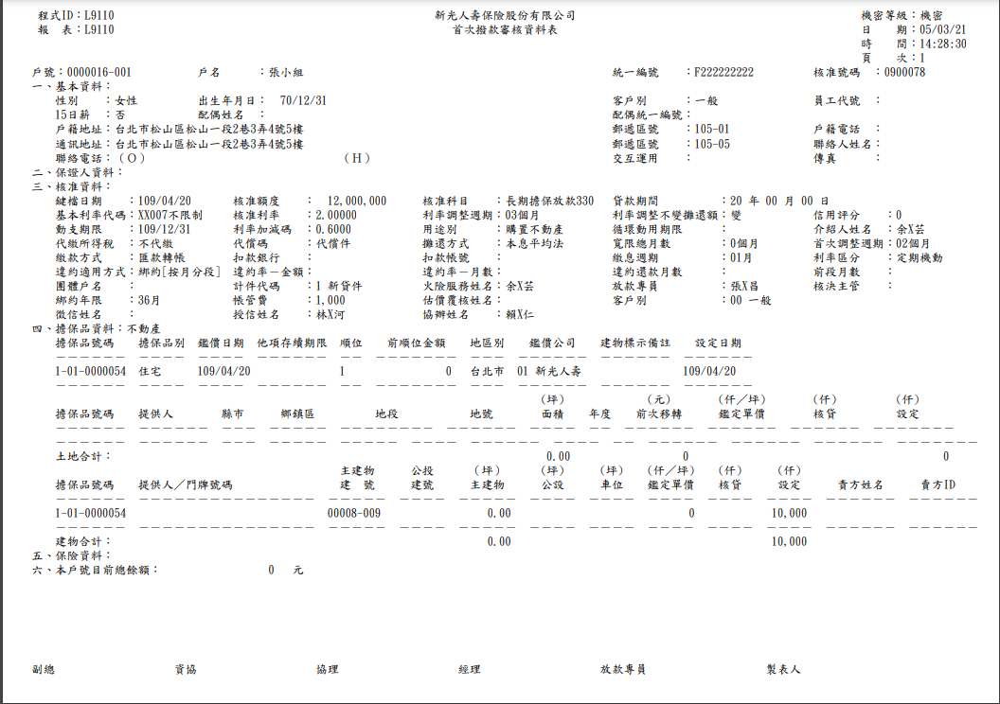 程式ID：L9110 新光人壽保險股份有限公司 機密等級：機密
報　表：L9110 首次撥款審核資料表 日　　期：05/03/21
時　　間：14:28:30
頁　　次：1
戶號：0000016-001 戶名　　：張小組 統一編號　：F222222222 核准號碼　：0900078
一、基本資料：
性別　　：女性 出生年月日： 70/12/31 客戶別　　：一般 員工代號　：
15日薪　：否 配偶姓名　： 配偶統一編號：
戶籍地址：台北市松山區松山一段2巷3弄4號5樓 郵遞區號　：105-01 戶籍電話　：
通訊地址：台北市松山區松山一段2巷3弄4號5樓 郵遞區號　：105-05 聯絡人姓名：
聯絡電話：（O） （H） 交互運用　： 傳真　　　：
二、保證人資料：
三、核准資料：
鍵檔日期　　：109/04/20 核准額度　　： 12,000,000 核准科目　　：長期擔保放款330 貸款期間　　　　　：20 年 00 月 00 日
基本利率代碼：XX007不限制 核准利率　　：2.00000 利率調整週期：03個月 利率調整不變攤還額：變 信用評分　　：0
動支期限　　：109/12/31 利率加減碼　：0.6000 用途別　　　：購置不動產 循環動用期限　　　： 介紹人姓名　：余X芸
代繳所得稅　：不代繳 代償碼　　　：代償件 攤還方式　　：本息平均法 寬限總月數　　　　：0個月 首次調整週期：02個月
繳款方式　　：匯款轉帳 扣款銀行　　： 扣款帳號　　： 繳息週期　　　　　：01月 利率區分　　：定期機動
違約適用方式：綁約[按月分段] 違約率－金額： 違約率－月數： 違約還款月數　　　： 前段月數　　：
團體戶名　　： 計件代碼　　：1 新貸件 火險服務姓名：余X芸 放款專員　　　　　：張X昌 核決主管　　：
綁約年限　　：36月 帳管費　　　：1,000 估價覆核姓名： 客戶別　　　　　　：00 一般
徵信姓名　　： 授信姓名　　：林X河 協辦姓名　　：賴X仁
四、擔保品資料：不動產
擔保品號碼 擔保品別 鑑價日期 他項存續期限 順位 前順位金額 地區別 鑑價公司 建物標示備註 設定日期
1-01-0000054 住宅 109/04/20 1 0 台北市 01 新光人壽 109/04/20
（坪） （元） （仟／坪） （仟） （仟）
擔保品號碼 提供人 縣市 鄉鎮區 地段 地號 面積 年度 前次移轉 鑑定單價 核貸 設定
土地合計： 0.00 0 0
主建物 公設 （坪） （坪） （坪） （仟／坪） （仟） （仟）
擔保品號碼 提供人／門牌號碼 建　號 建號 主建物 公設 車位 鑑定單價 核貸 設定 賣方姓名 賣方ID
1-01-0000054 00008-009 0.00 0 10,000
建物合計： 0.00 10,000
五、保險資料：
六、本戶號目前總餘額： 0 元
副總 資協 協理 經理 放款專員 製表人